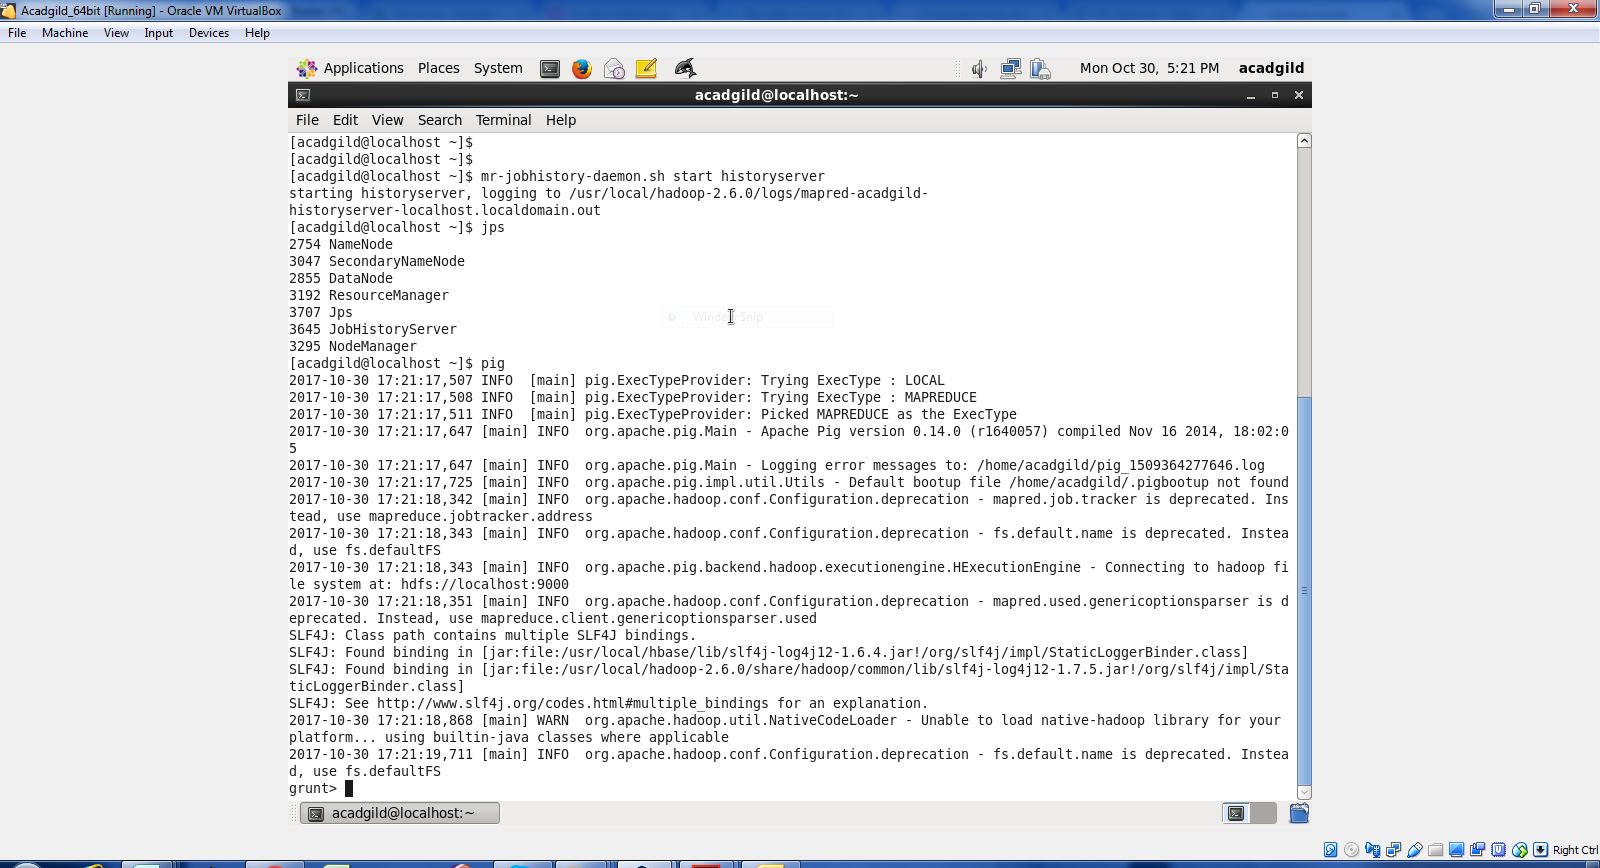 Acadgild_64bit [Running] - Oracle VM VirtualBox
File Machine View Input Devices Help
Applications Places System Mon Oct 30, 5:21 PM acadgild
acadgild@localhost:~
File Edit View Search Terminal Help
[acadgild@localhost ~]$
[acadgild@localhost ~]$
[acadgild@localhost ~]$ mr-jobhistory-daemon.sh start historyserver
starting historyserver, logging to /usr/local/hadoop-2.6.0/logs/mapred-acadgild-
historyserver-localhost.localdomain.out
[acadgild@localhost ~]$ jps
2754 NameNode
3047 SecondaryNameNode
2855 DataNode
3192 ResourceManager
3707 Jps
Window Snip
3645 JobHistoryServer
3295 NodeManager
[acadgild@localhost ~]$ pig
2017-10-30 17:21:17,507 INFO  [main] pig.ExecTypeProvider: Trying ExecType : LOCAL
2017-10-30 17:21:17,508 INFO  [main] pig.ExecTypeProvider: Trying ExecType : MAPREDUCE
2017-10-30 17:21:17,511 INFO  [main] pig.ExecTypeProvider: Picked MAPREDUCE as the ExecType
2017-10-30 17:21:17,647 [main] INFO  org.apache.pig.Main - Apache Pig version 0.14.0 (r1640057) compiled Nov 16 2014, 18:02:0
5
2017-10-30 17:21:17,647 [main] INFO  org.apache.pig.Main - Logging error messages to: /home/acadgild/pig_1509364277646.log
2017-10-30 17:21:17,725 [main] INFO  org.apache.pig.impl.util.Utils - Default bootup file /home/acadgild/.pigbootup not found
2017-10-30 17:21:18,342 [main] INFO  org.apache.hadoop.conf.Configuration.deprecation - mapred.job.tracker is deprecated. Ins
tead, use mapreduce.jobtracker.address
2017-10-30 17:21:18,343 [main] INFO  org.apache.hadoop.conf.Configuration.deprecation - fs.default.name is deprecated. Instea
d, use fs.defaultFS
2017-10-30 17:21:18,343 [main] INFO  org.apache.pig.backend.hadoop.executionengine.HExecutionEngine - Connecting to hadoop fi
le system at: hdfs://localhost:9000
2017-10-30 17:21:18,351 [main] INFO  org.apache.hadoop.conf.Configuration.deprecation - mapred.used.genericoptionsparser is d
eprecated. Instead, use mapreduce.client.genericoptionsparser.used
SLF4J: Class path contains multiple SLF4J bindings.
SLF4J: Found binding in [jar:file:/usr/local/hbase/lib/slf4j-log4j12-1.6.4.jar!/org/slf4j/impl/StaticLoggerBinder.class]
SLF4J: Found binding in [jar:file:/usr/local/hadoop-2.6.0/share/hadoop/common/lib/slf4j-log4j12-1.7.5.jar!/org/slf4j/impl/Sta
ticLoggerBinder.class]
SLF4J: See http://www.slf4j.org/codes.html#multiple_bindings for an explanation.
2017-10-30 17:21:18,868 [main] WARN  org.apache.hadoop.util.NativeCodeLoader - Unable to load native-hadoop library for your
platform... using builtin-java classes where applicable
2017-10-30 17:21:19,711 [main] INFO  org.apache.hadoop.conf.Configuration.deprecation - fs.default.name is deprecated. Instea
d, use fs.defaultFS
grunt>
acadgild@localhost:~
Right Ctrl